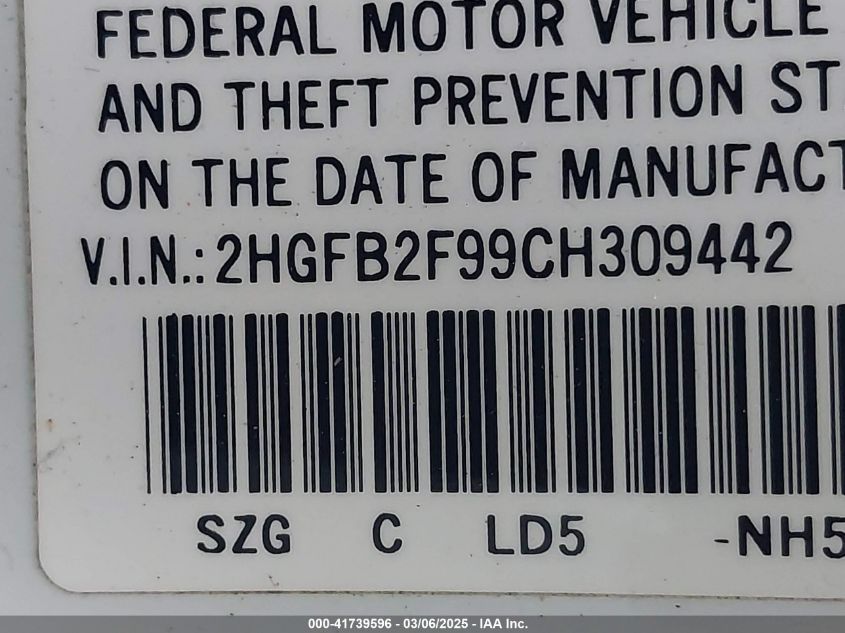 FEDERAL MOTOR VEHICLE
AND THEFT PREVENTION ST
ON THE DATE OF MANUFACT
V.I.N.: 2HGFB2F99CH309442
SZG C LD5 -NH5
000-41739596 - 03/06/2025 - IAA Inc.